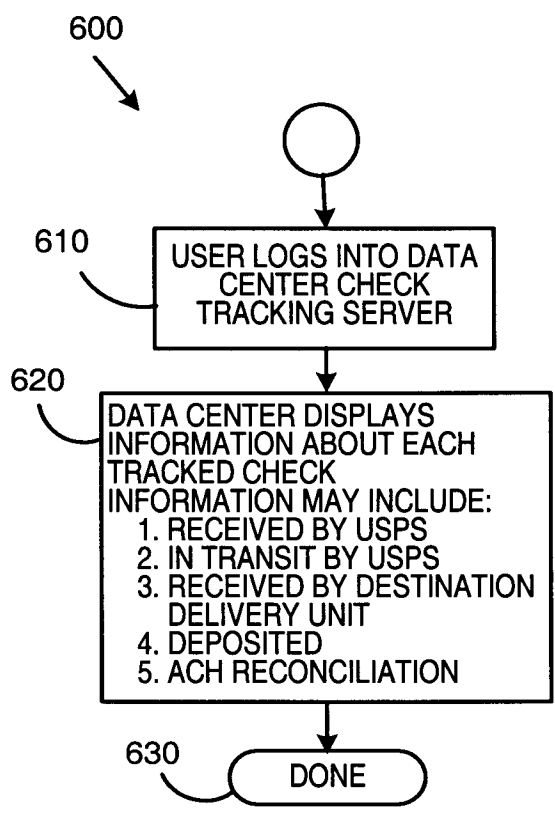 600
610
USER LOGS INTO DATA
CENTER CHECK
TRACKING SERVER
620
DATA CENTER DISPLAYS
INFORMATION ABOUT EACH
TRACKED CHECK
INFORMATION MAY INCLUDE:
1. RECEIVED BY USPS
2. IN TRANSIT BY USPS
3. RECEIVED BY DESTINATION
DELIVERY UNIT
4. DEPOSITED
5. ACH RECONCILIATION
630
DONE